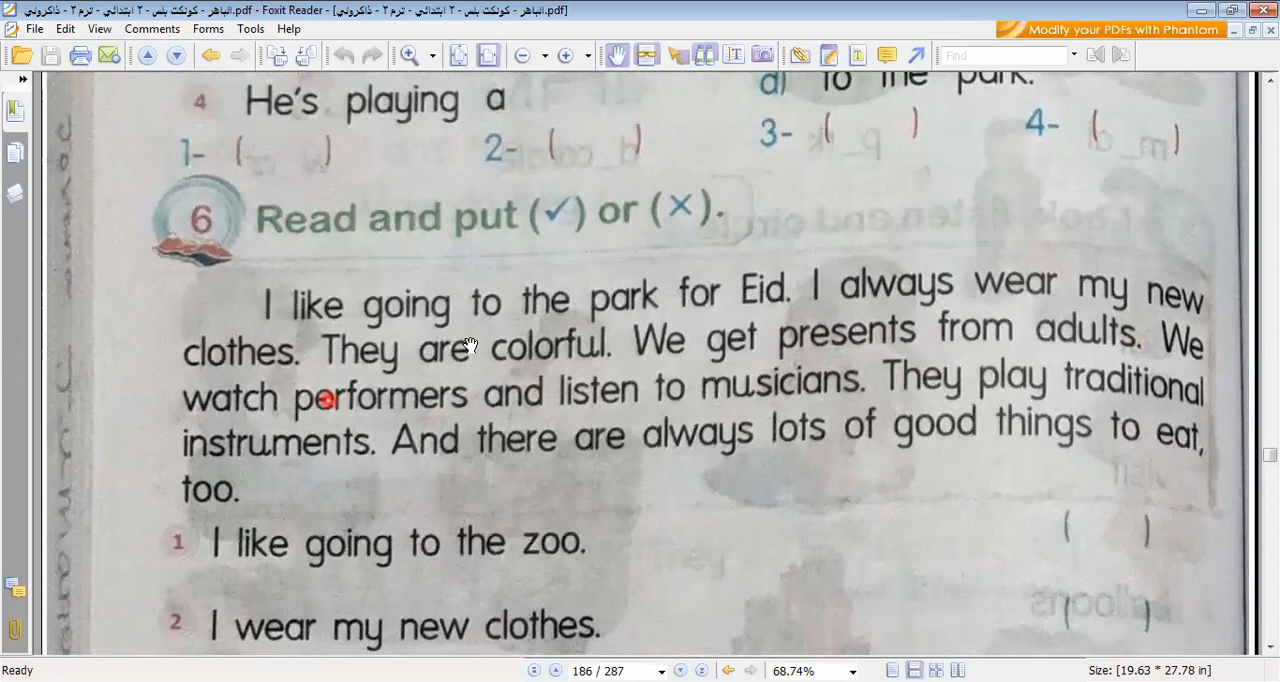 الباهر - كونكت بلس - ٢ ابتدائي - ترم ٢ - ذاكرولي.pdf - Foxit Reader - [الباهر - كونكت بلس - ٢ ابتدائي - ترم ٢ - ذاكرولي.pdf]
File Edit View Comments Forms Tools Help
Modify your PDFs with Phantom
Find
4 He's playing a
d) to the park.
1- ( ) 2- ( ) 3- ( ) 4- ( )
6 Read and put (✓) or (×).
I like going to the park for Eid. I always wear my new
clothes. They are colorful. We get presents from adults. We
watch performers and listen to musicians. They play traditional
instruments. And there are always lots of good things to eat,
too.
1 I like going to the zoo. ( )
2 I wear my new clothes. ( )
Ready 186 / 287 68.74% Size: [19.63 * 27.78 in]